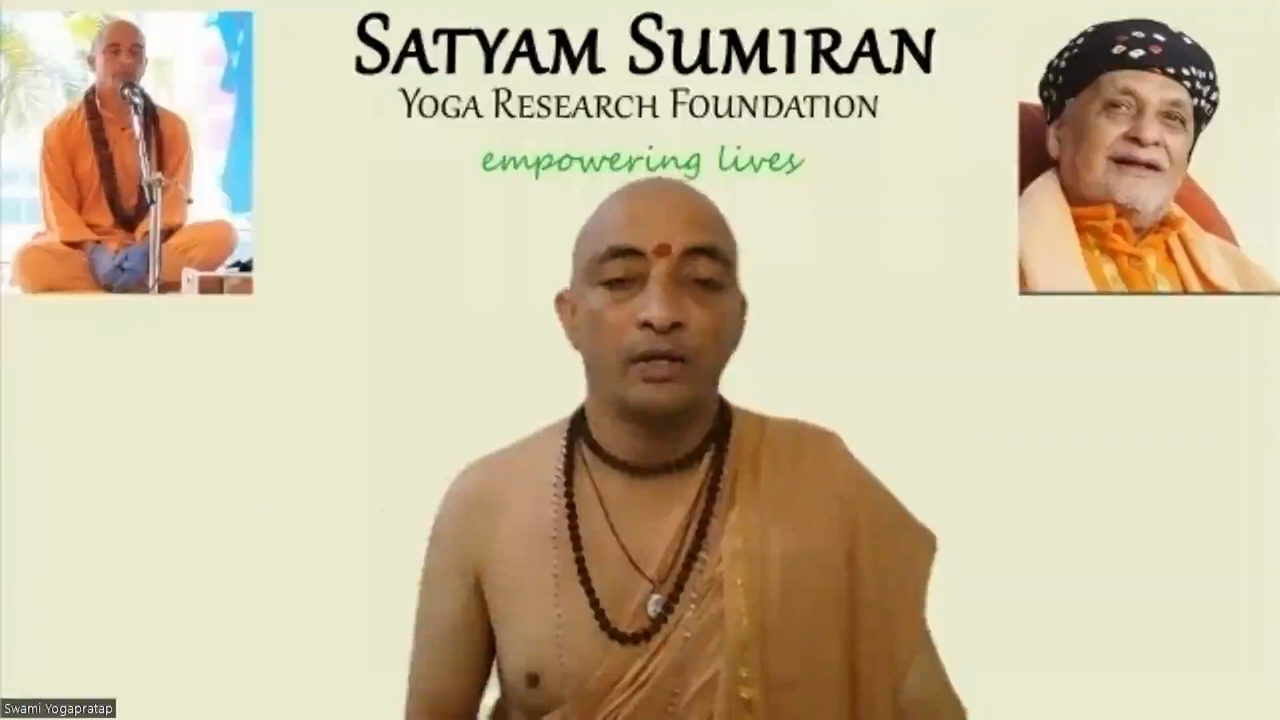 SATYAM SUMIRAN
YOGA RESEARCH FOUNDATION
empowering lives
Swami Yogapratap